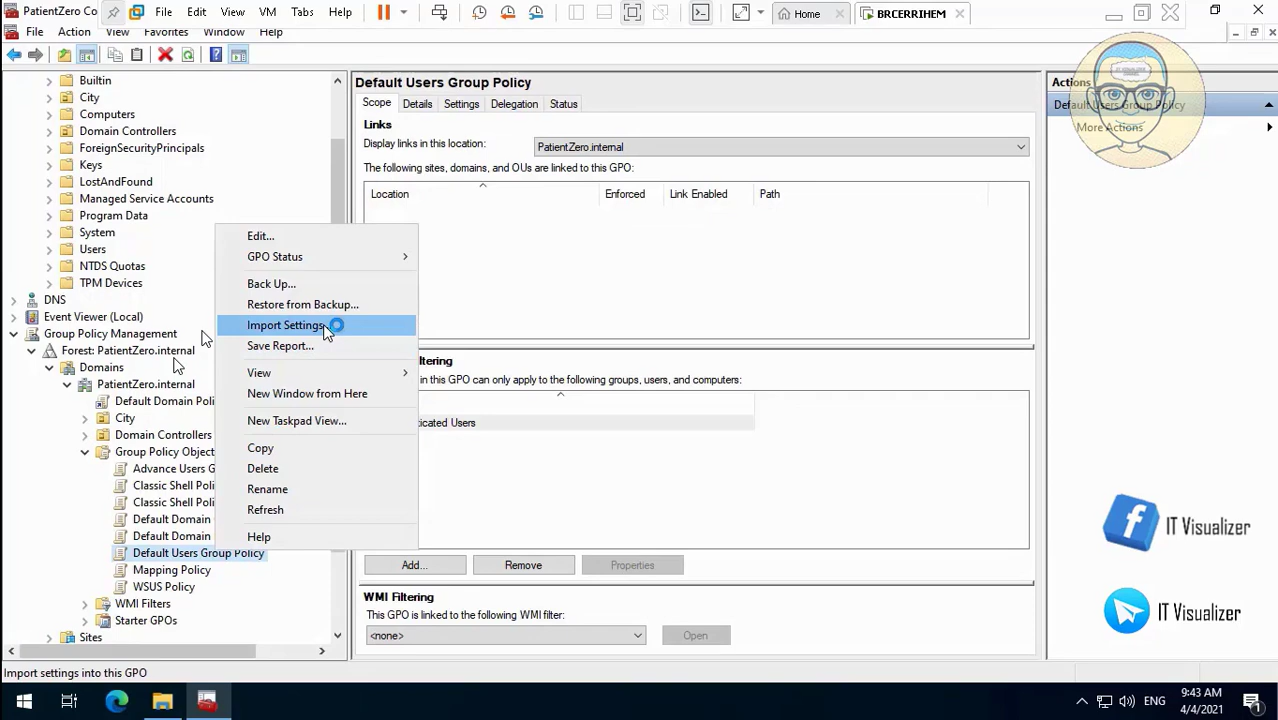 PatientZero Co
File Edit View VM Tabs Help
Home
BRCERRIHEM
File Action View Favorites Window Help
Builtin
City
Computers
Domain Controllers
ForeignSecurityPrincipals
Keys
LostAndFound
Managed Service Accounts
Program Data
System
Users
NTDS Quotas
TPM Devices
DNS
Event Viewer (Local)
Group Policy Management
Forest: PatientZero.internal
Domains
PatientZero.internal
Default Domain Poli
City
Domain Controllers
Group Policy Object
Advance Users G
Classic Shell Poli
Classic Shell Poli
Default Domain
Default Domain
Default Users Group Policy
Mapping Policy
WSUS Policy
WMI Filters
Starter GPOs
Sites
Edit...
GPO Status
Back Up...
Restore from Backup...
Import Settings
Save Report...
View
New Window from Here
New Taskpad View...
Copy
Delete
Rename
Refresh
Help
Default Users Group Policy
Scope Details Settings Delegation Status
Links
Display links in this location: PatientZero.internal
The following sites, domains, and OUs are linked to this GPO:
Location Enforced Link Enabled Path
ltering
in this GPO can only apply to the following groups, users, and computers:
ticated Users
Add... Remove Properties
WMI Filtering
This GPO is linked to the following WMI filter:
<none> Open
Actions
Default Users Group Policy
More Actions
IT VISUALIZER
IT Visualizer
IT Visualizer
Import settings into this GPO
ENG
9:43 AM
4/4/2021
1